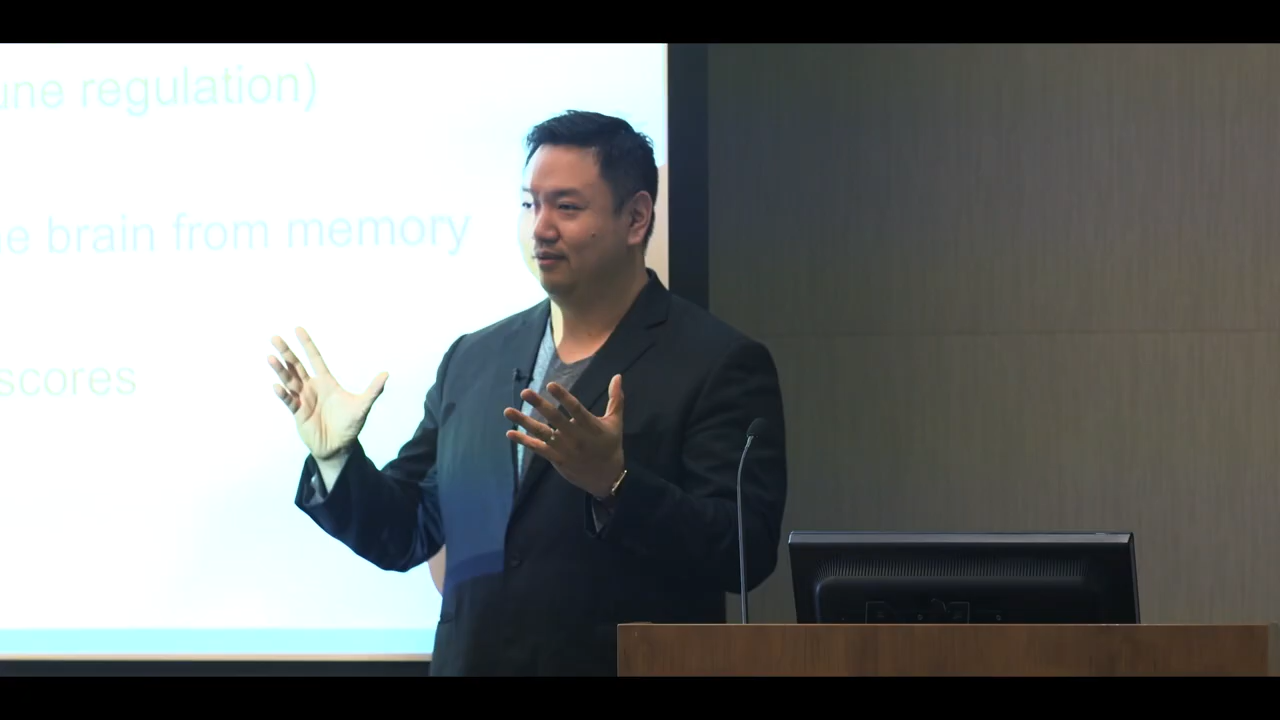 une regulation)
e brain from memory
scores